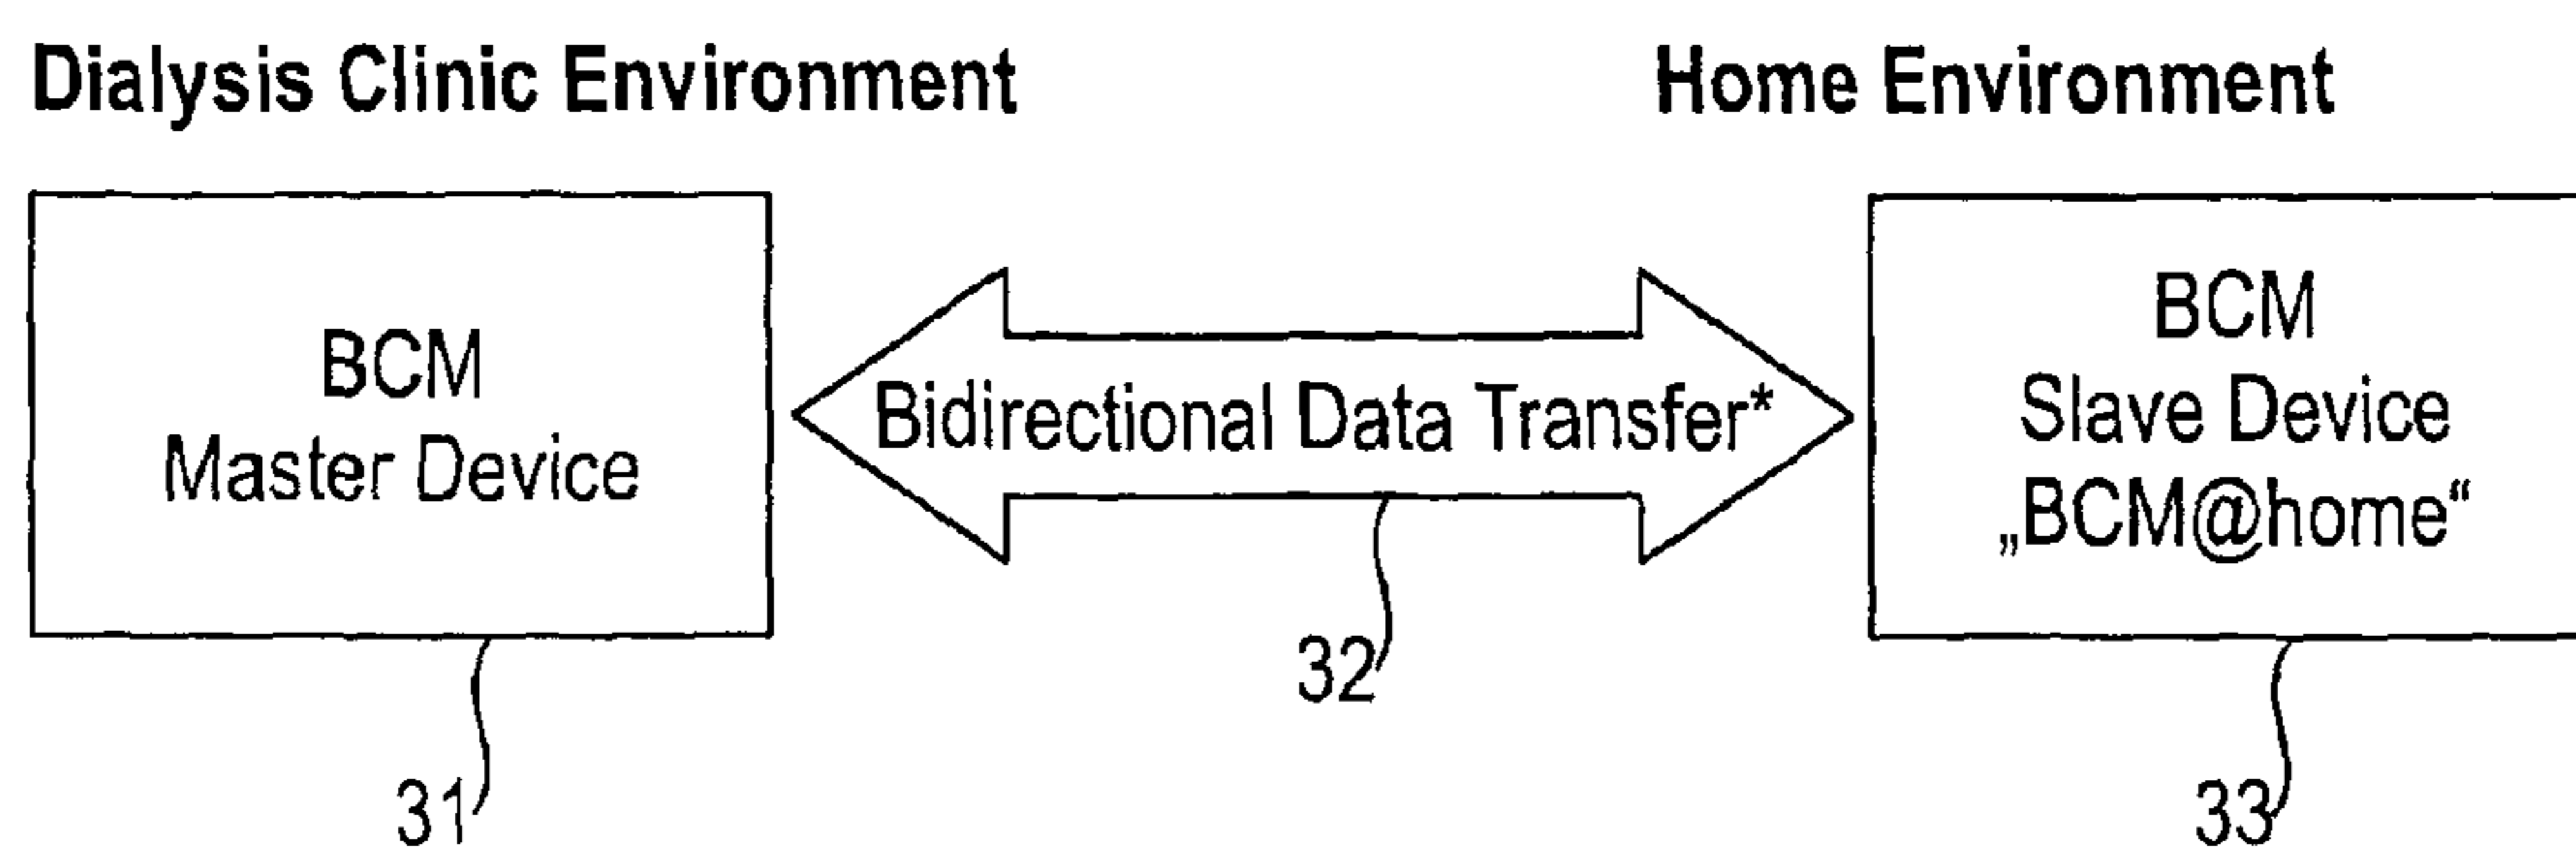 Dialysis Clinic Environment
Home Environment
BCM
Master Device
Bidirectional Data Transfer*
BCM
Slave Device
„BCM@home“
31
32
33